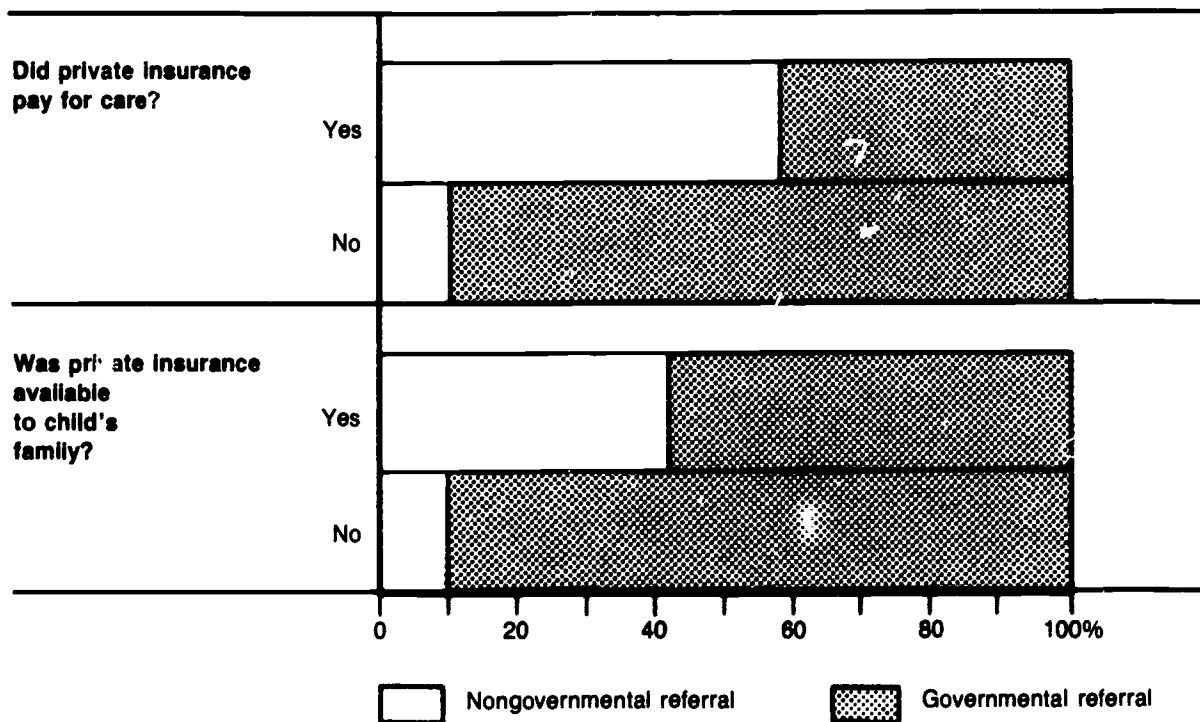 Did private insurance
pay for care?
Yes
No
Was pri ate insurance
available
to child's
family?
Yes
No
0 20 40 60 80 100%
Nongovernmental referral Governmental referral